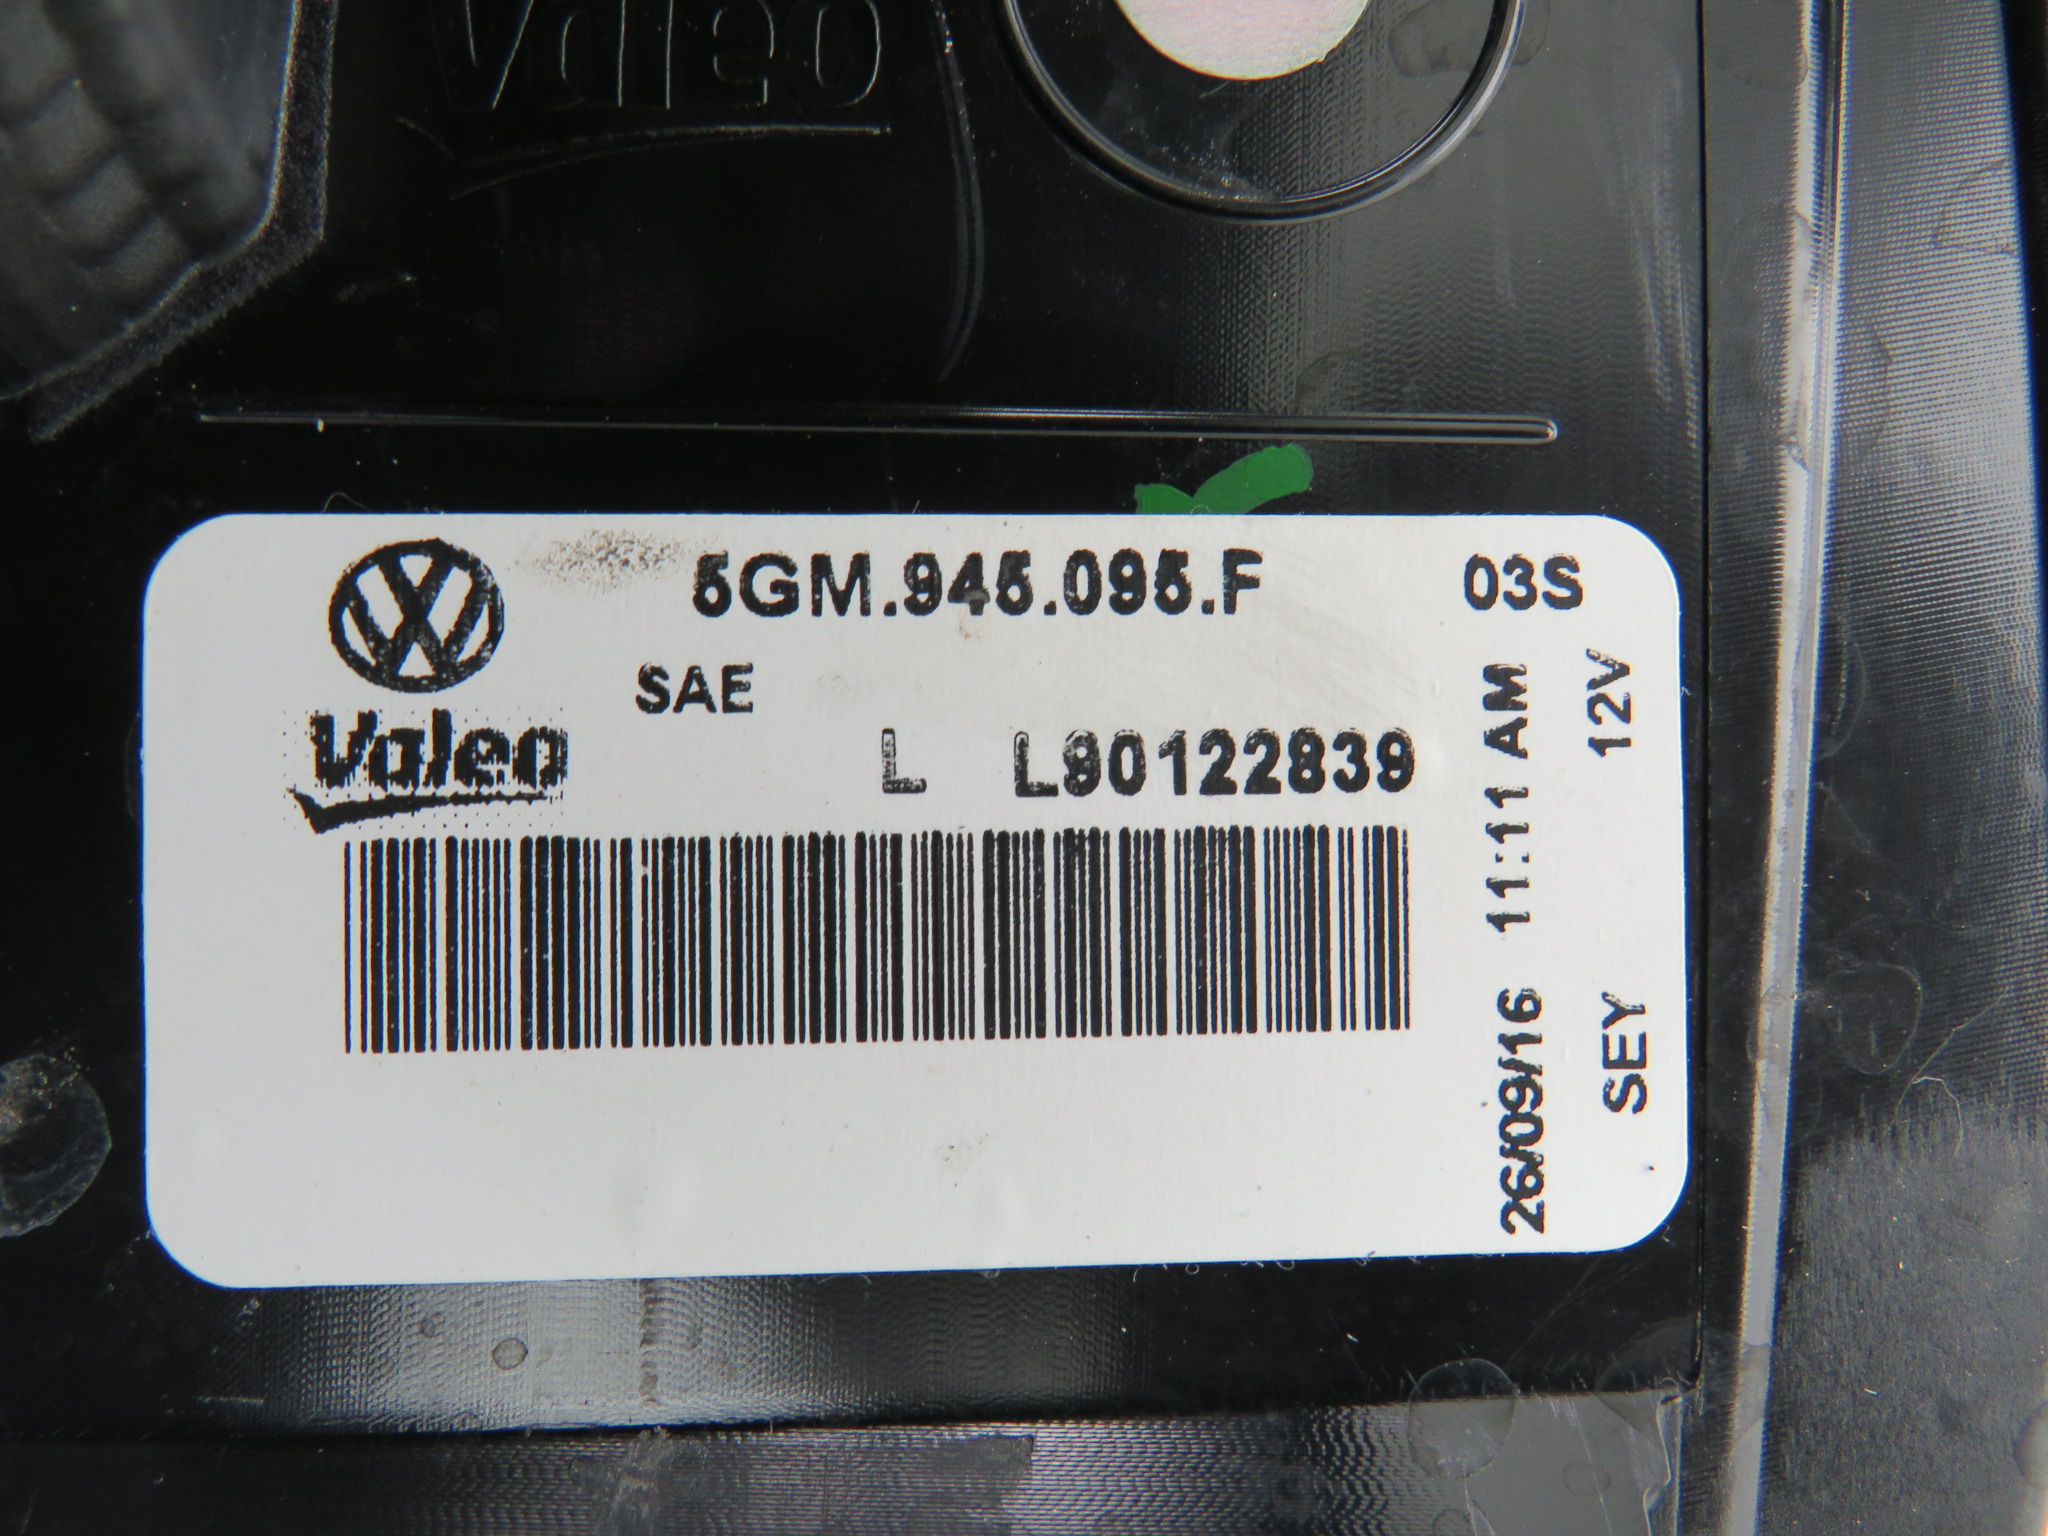 Valeo
5GM.945.095.F 03S
SAE
Valeo
L L90122839
26/09/16 11:11 AM
SEY 12V